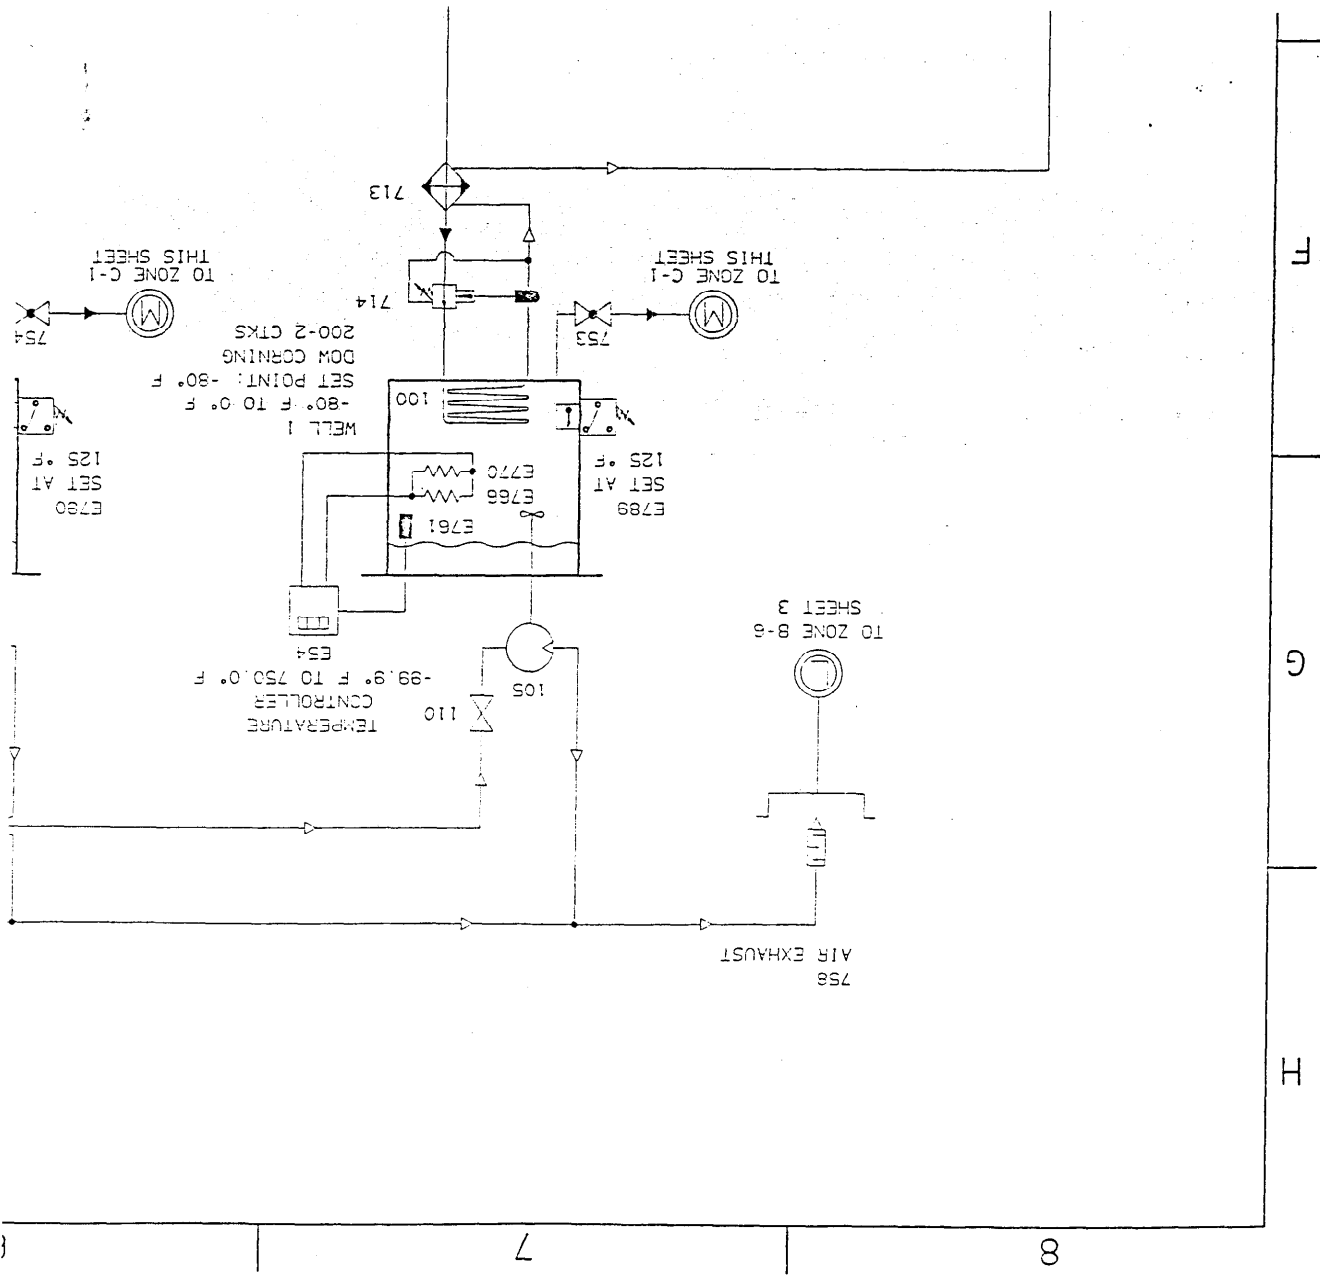 8
7
H
758
AIR EXHAUST
G
TEMPERATURE
CONTROLLER
-99.9° F TO 750.0° F
E54
110
105
TO ZONE B-6
SHEET 3
E789
SET AT
125 °F
E761
E766
E770
E790
SET AT
125 °F
WELL 1
-80° F TO 0° F
SET POINT: -80° F
DOW CORNING
200-2 CTKS
100
753
754
714
F
TO ZONE C-1
THIS SHEET
TO ZONE C-1
THIS SHEET
713